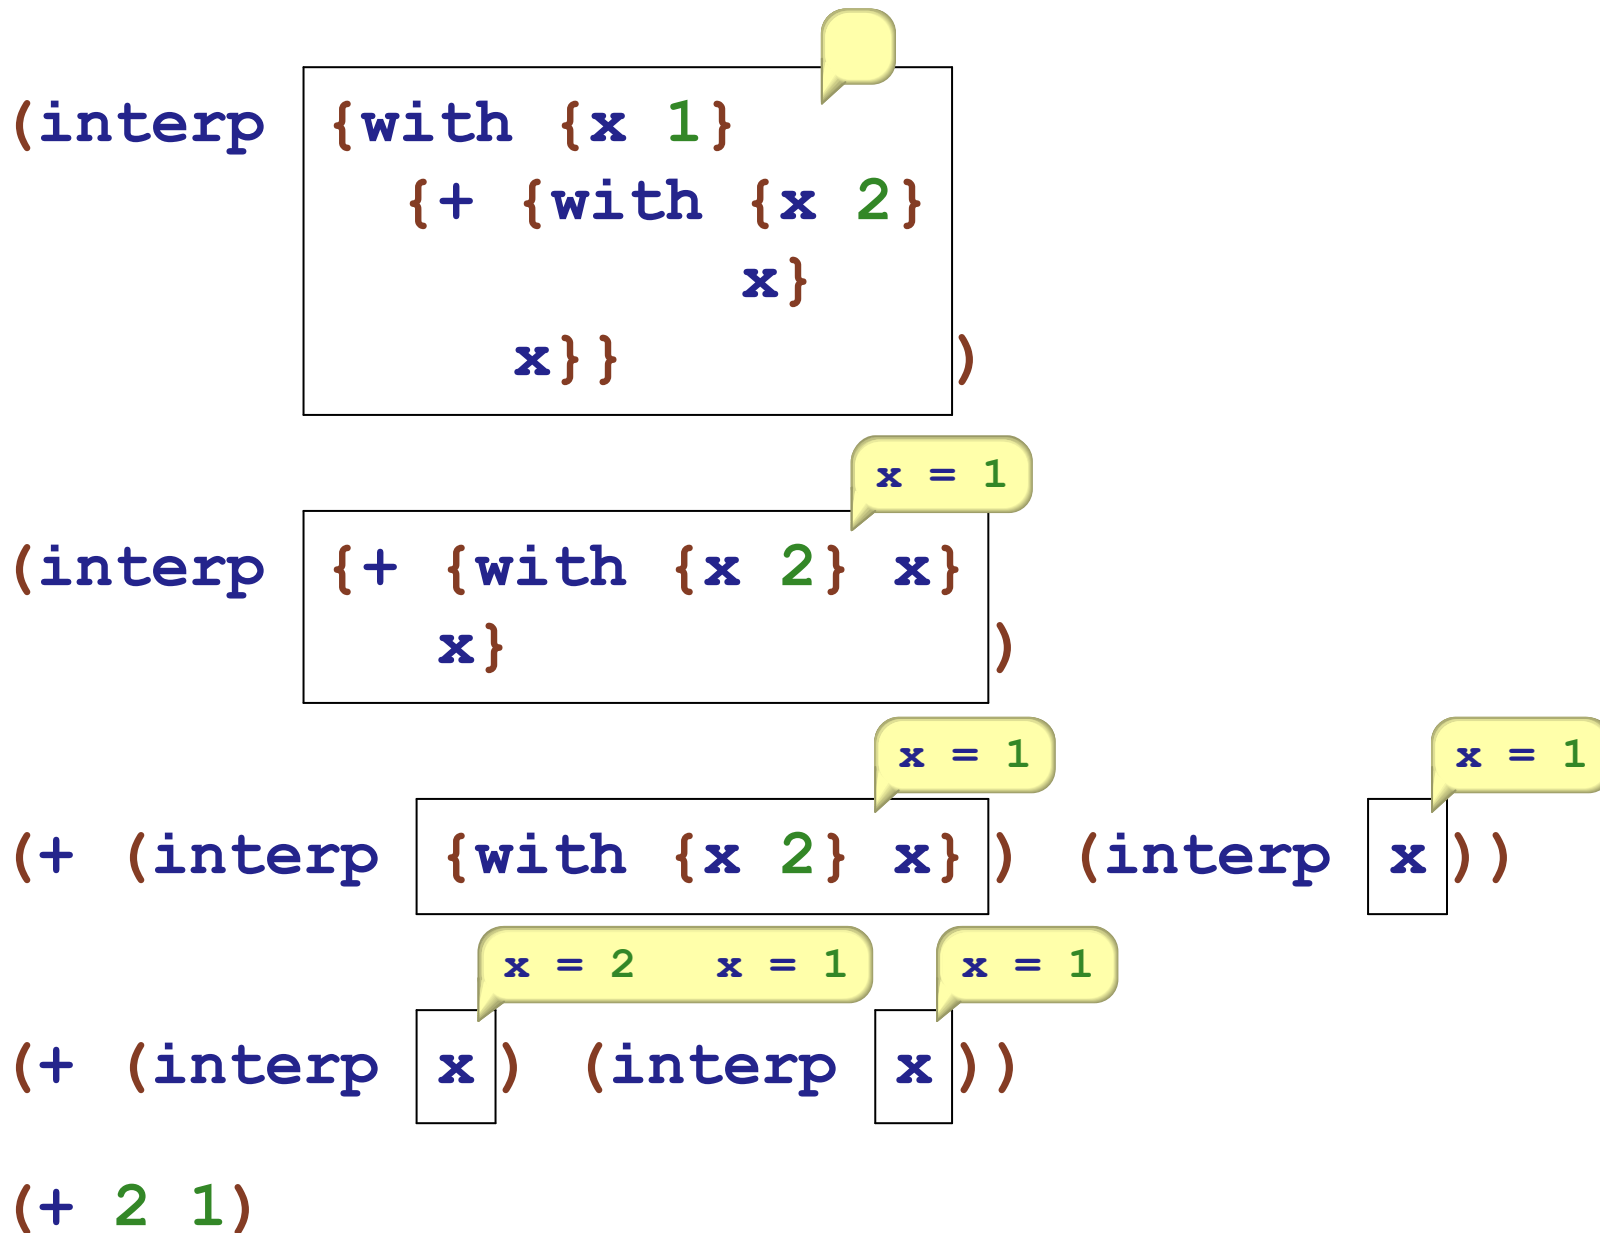 (interp {with {x 1}
{+ {with {x 2}
x}
x}} )
x = 1
(interp {+ {with {x 2} x}
x} )
x = 1 x = 1
(+ (interp {with {x 2} x} ) (interp x ))
x = 2 x = 1 x = 1
(+ (interp x ) (interp x ))
(+ 2 1)